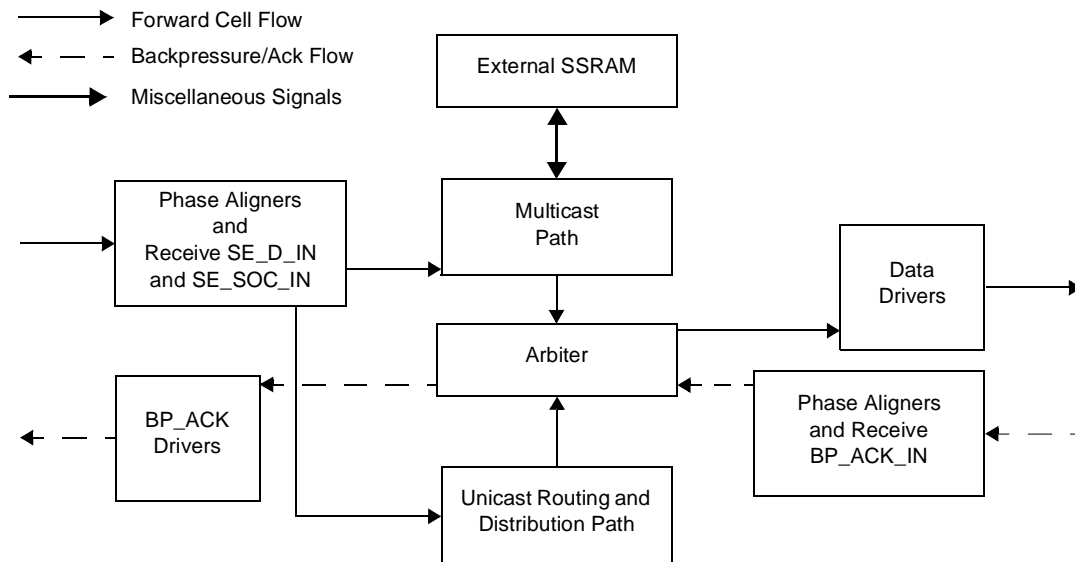 Forward Cell Flow
Backpressure/Ack Flow
Miscellaneous Signals
External SSRAM
Phase Aligners
and
Receive SE_D_IN
and SE_SOC_IN
Multicast
Path
Data
Drivers
Arbiter
BP_ACK
Drivers
Phase Aligners
and Receive
BP_ACK_IN
Unicast Routing and
Distribution Path